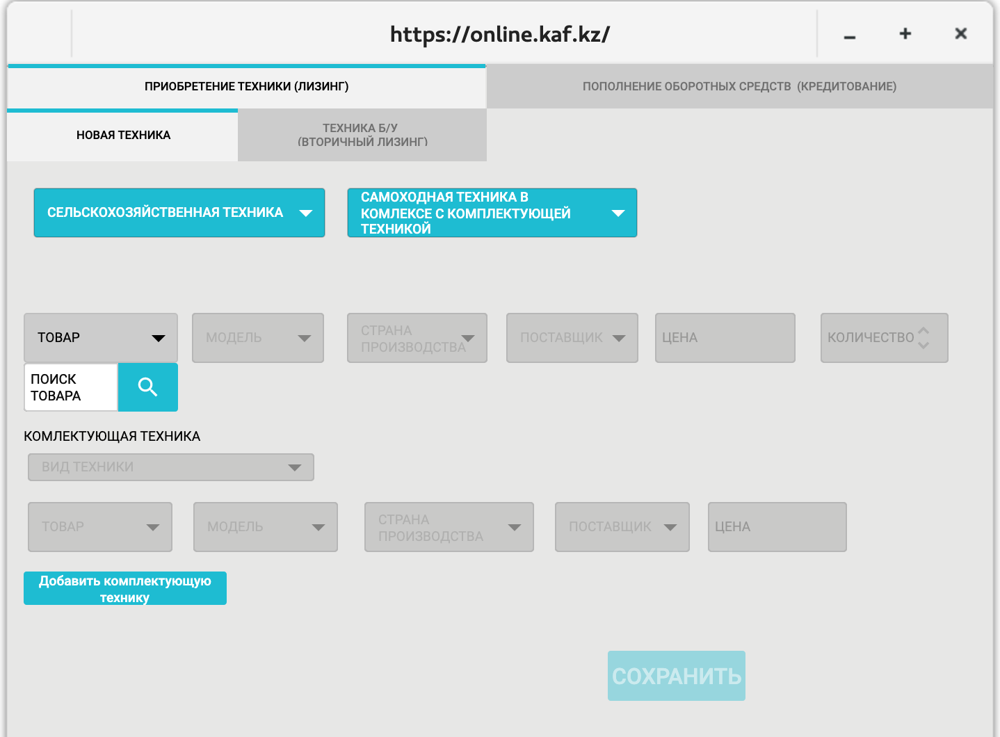 https://online.kaf.kz/
ПРИОБРЕТЕНИЕ ТЕХНИКИ (ЛИЗИНГ)
ПОПОЛНЕНИЕ ОБОРОТНЫХ СРЕДСТВ (КРЕДИТОВАНИЕ)
НОВАЯ ТЕХНИКА
ТЕХНИКА Б/У
(ВТОРИЧНЫЙ ЛИЗИНГ)
СЕЛЬСКОХОЗЯЙСТВЕННАЯ ТЕХНИКА
САМОХОДНАЯ ТЕХНИКА В
КОМЛЕКСЕ С КОМПЛЕКТУЮЩЕЙ
ТЕХНИКОЙ
ТОВАР
МОДЕЛЬ
СТРАНА
ПРОИЗВОДСТВА
ПОСТАВЩИК
ЦЕНА
КОЛИЧЕСТВО
ПОИСК
ТОВАРА
КОМЛЕКТУЮЩАЯ ТЕХНИКА
ВИД ТЕХНИКИ
ТОВАР
МОДЕЛЬ
СТРАНА
ПРОИЗВОДСТВА
ПОСТАВЩИК
ЦЕНА
Добавить комплектующую
технику
СОХРАНИТЬ